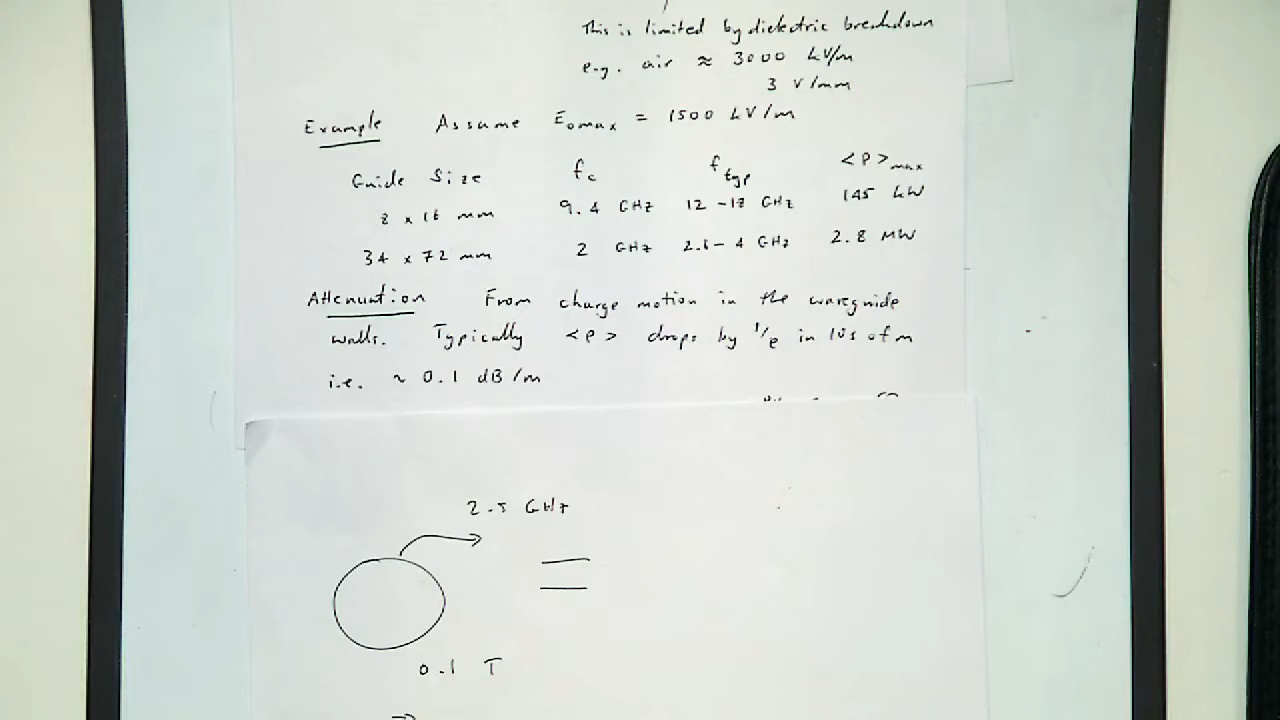 This is limited by dielectric breakdown
e.g. air ≈ 3000 kV/m
3 V/mm
Example Assume E0max = 1500 kV/m
Guide Size fc ftyp <P>max
8 x 16 mm 9.4 GHz 12-18 GHz 145 kW
34 x 72 mm 2 GHz 2.6-4 GHz 2.8 MW
Attenuation From charge motion in the waveguide
walls. Typically <P> drops by 1/e in 10s of m
i.e. ~ 0.1 dB/m
2.5 GHz
0.1 T